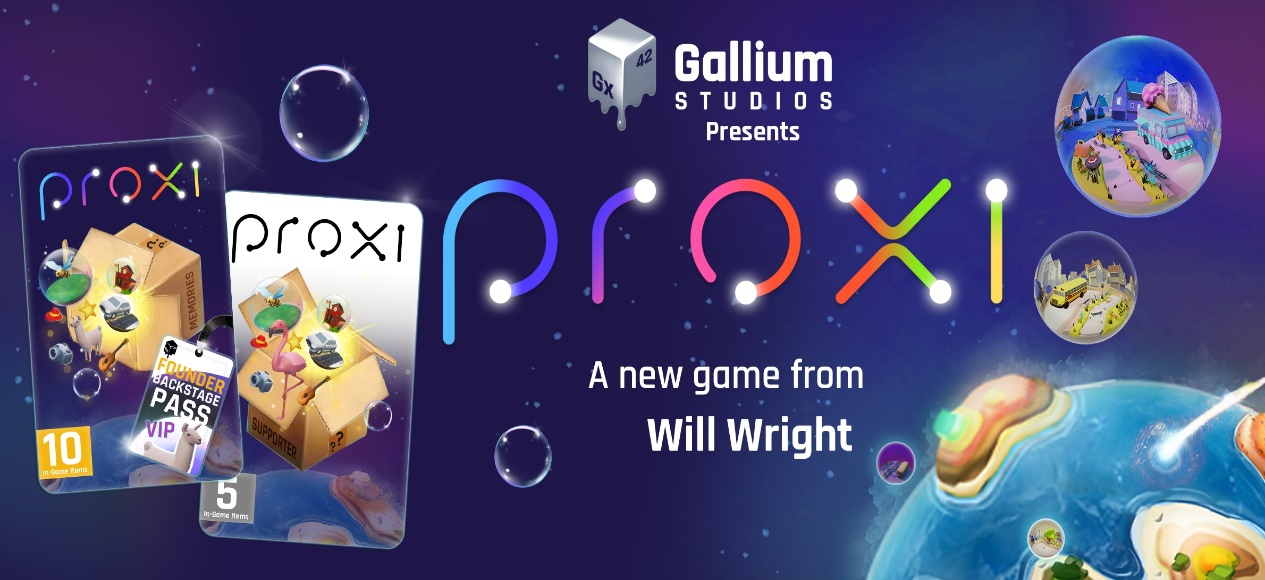 Gx
42
Gallium
STUDIOS
Presents
proxi
A new game from
Will Wright
proxi
MEMORIES
FOUNDER
BACKSTAGE
PASS
VIP
10
In-Game Items
proxi
SUPPORTER
??
5
In-Game Items